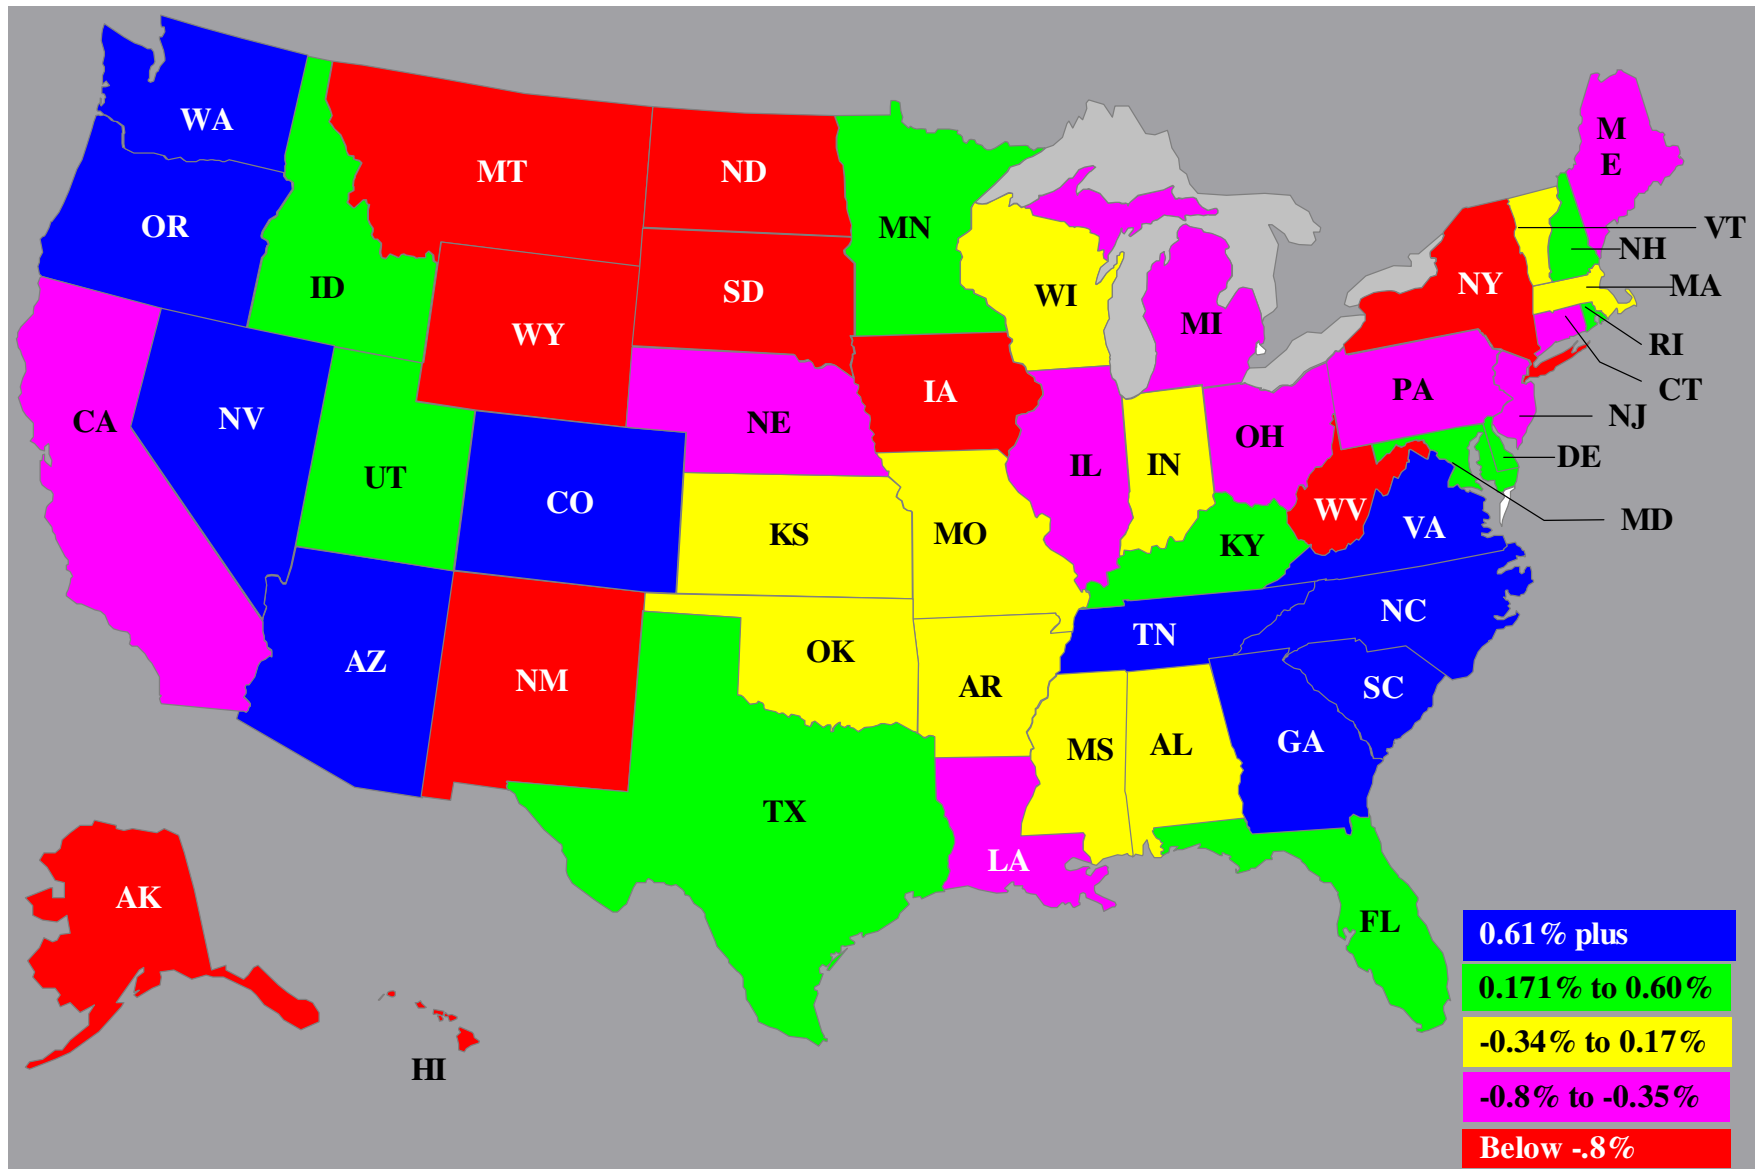 WA
OR
MT
ND
MN
ID
WY
SD
WI
MI
NY
M
E
VT
NH
MA
RI
CT
NJ
PA
DE
MD
CA
NV
UT
CO
NE
IA
IL
IN
OH
KS
MO
KY
WV
VA
AZ
NM
OK
AR
TN
NC
SC
MS
AL
GA
TX
LA
FL
AK
HI
0.61% plus
0.171% to 0.60%
-0.34% to 0.17%
-0.8% to -0.35%
Below -.8%